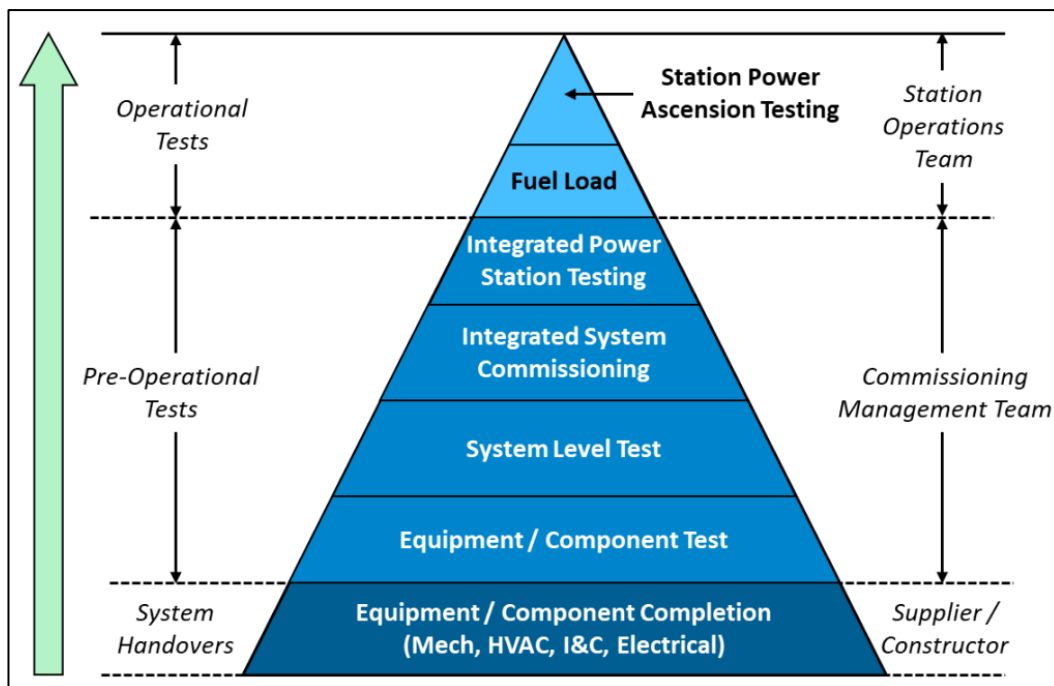 Operational
Tests
Station Power
Ascension Testing
Station
Operations
Team
Fuel Load
Integrated Power
Station Testing
Integrated System
Commissioning
Pre-Operational
Tests
Commissioning
Management Team
System Level Test
Equipment / Component Test
System
Handovers
Equipment / Component Completion
(Mech, HVAC, I&C, Electrical)
Supplier /
Constructor